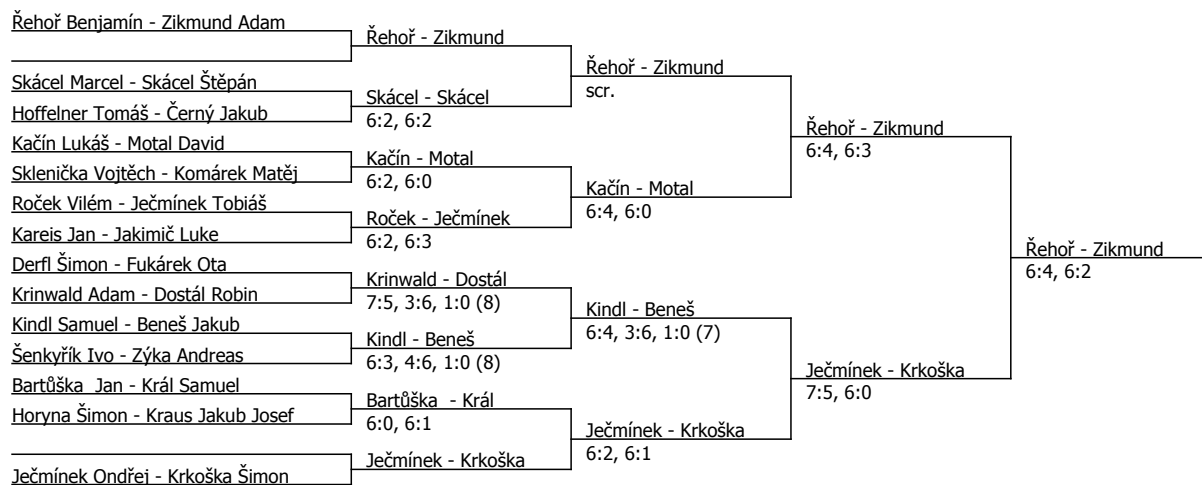 Řehoř Benjamín - Zikmund Adam
Skácel Marcel - Skácel Štěpán
Hoffelner Tomáš - Černý Jakub
Kačín Lukáš - Motal David
Sklenička Vojtěch - Komárek Matěj
Roček Vilém - Ječmínek Tobiáš
Kareis Jan - Jakimič Luke
Derfl Šimon - Fukárek Ota
Krinwald Adam - Dostál Robin
Kindl Samuel - Beneš Jakub
Šenkyřík Ivo - Zýka Andreas
Bartůška  Jan - Král Samuel
Horyna Šimon - Kraus Jakub Josef
Ječmínek Ondřej - Krkoška Šimon
Řehoř - Zikmund
Skácel - Skácel
6:2, 6:2
Kačín - Motal
6:2, 6:0
Roček - Ječmínek
6:2, 6:3
Krinwald - Dostál
7:5, 3:6, 1:0 (8)
Kindl - Beneš
6:3, 4:6, 1:0 (8)
Bartůška  - Král
6:0, 6:1
Ječmínek - Krkoška
Řehoř - Zikmund
scr.
Kačín - Motal
6:4, 6:0
Kindl - Beneš
6:4, 3:6, 1:0 (7)
Ječmínek - Krkoška
6:2, 6:1
Řehoř - Zikmund
6:4, 6:3
Ječmínek - Krkoška
7:5, 6:0
Řehoř - Zikmund
6:4, 6:2